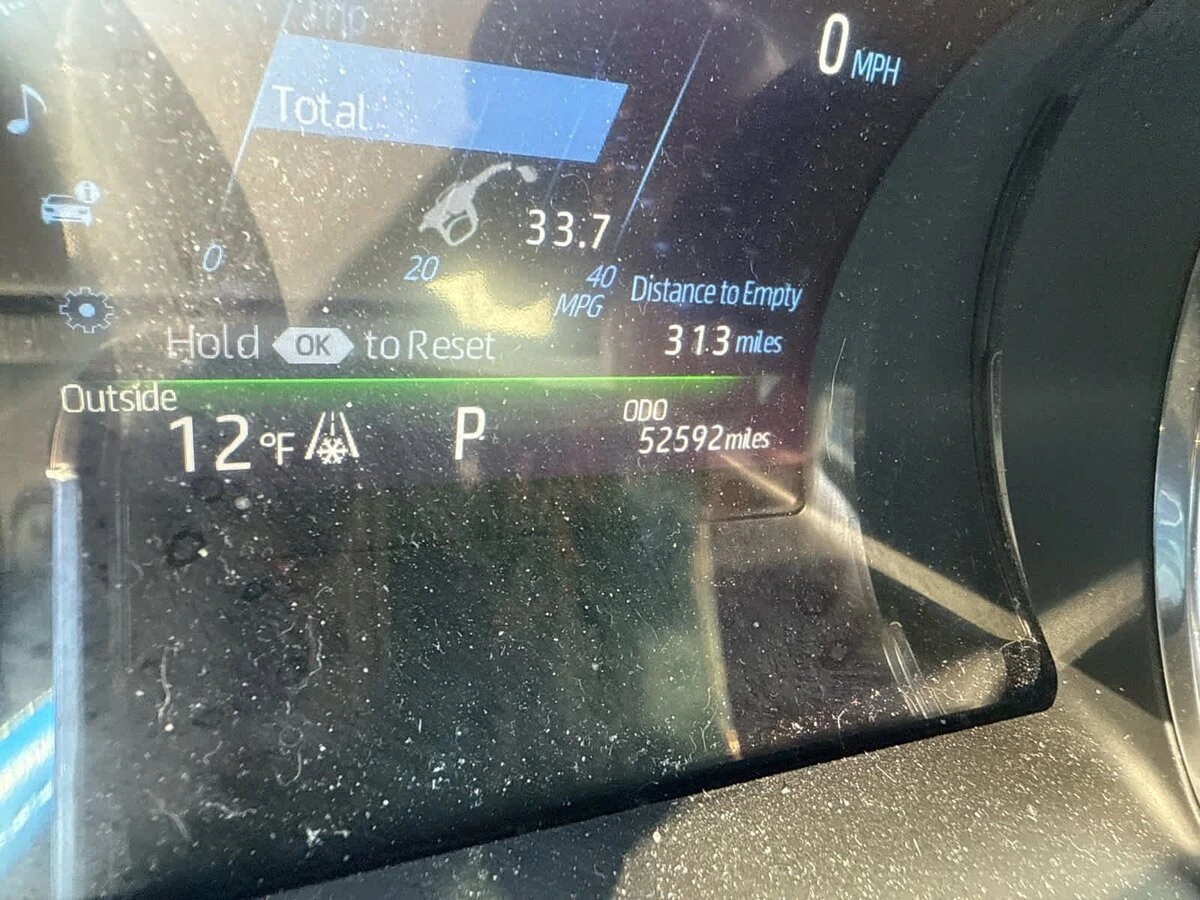 0 MPH
Total
33.7
0 20 40
MPG
Distance to Empty
313 miles
Hold OK to Reset
Outside
12 °F
P
ODO
52592 miles